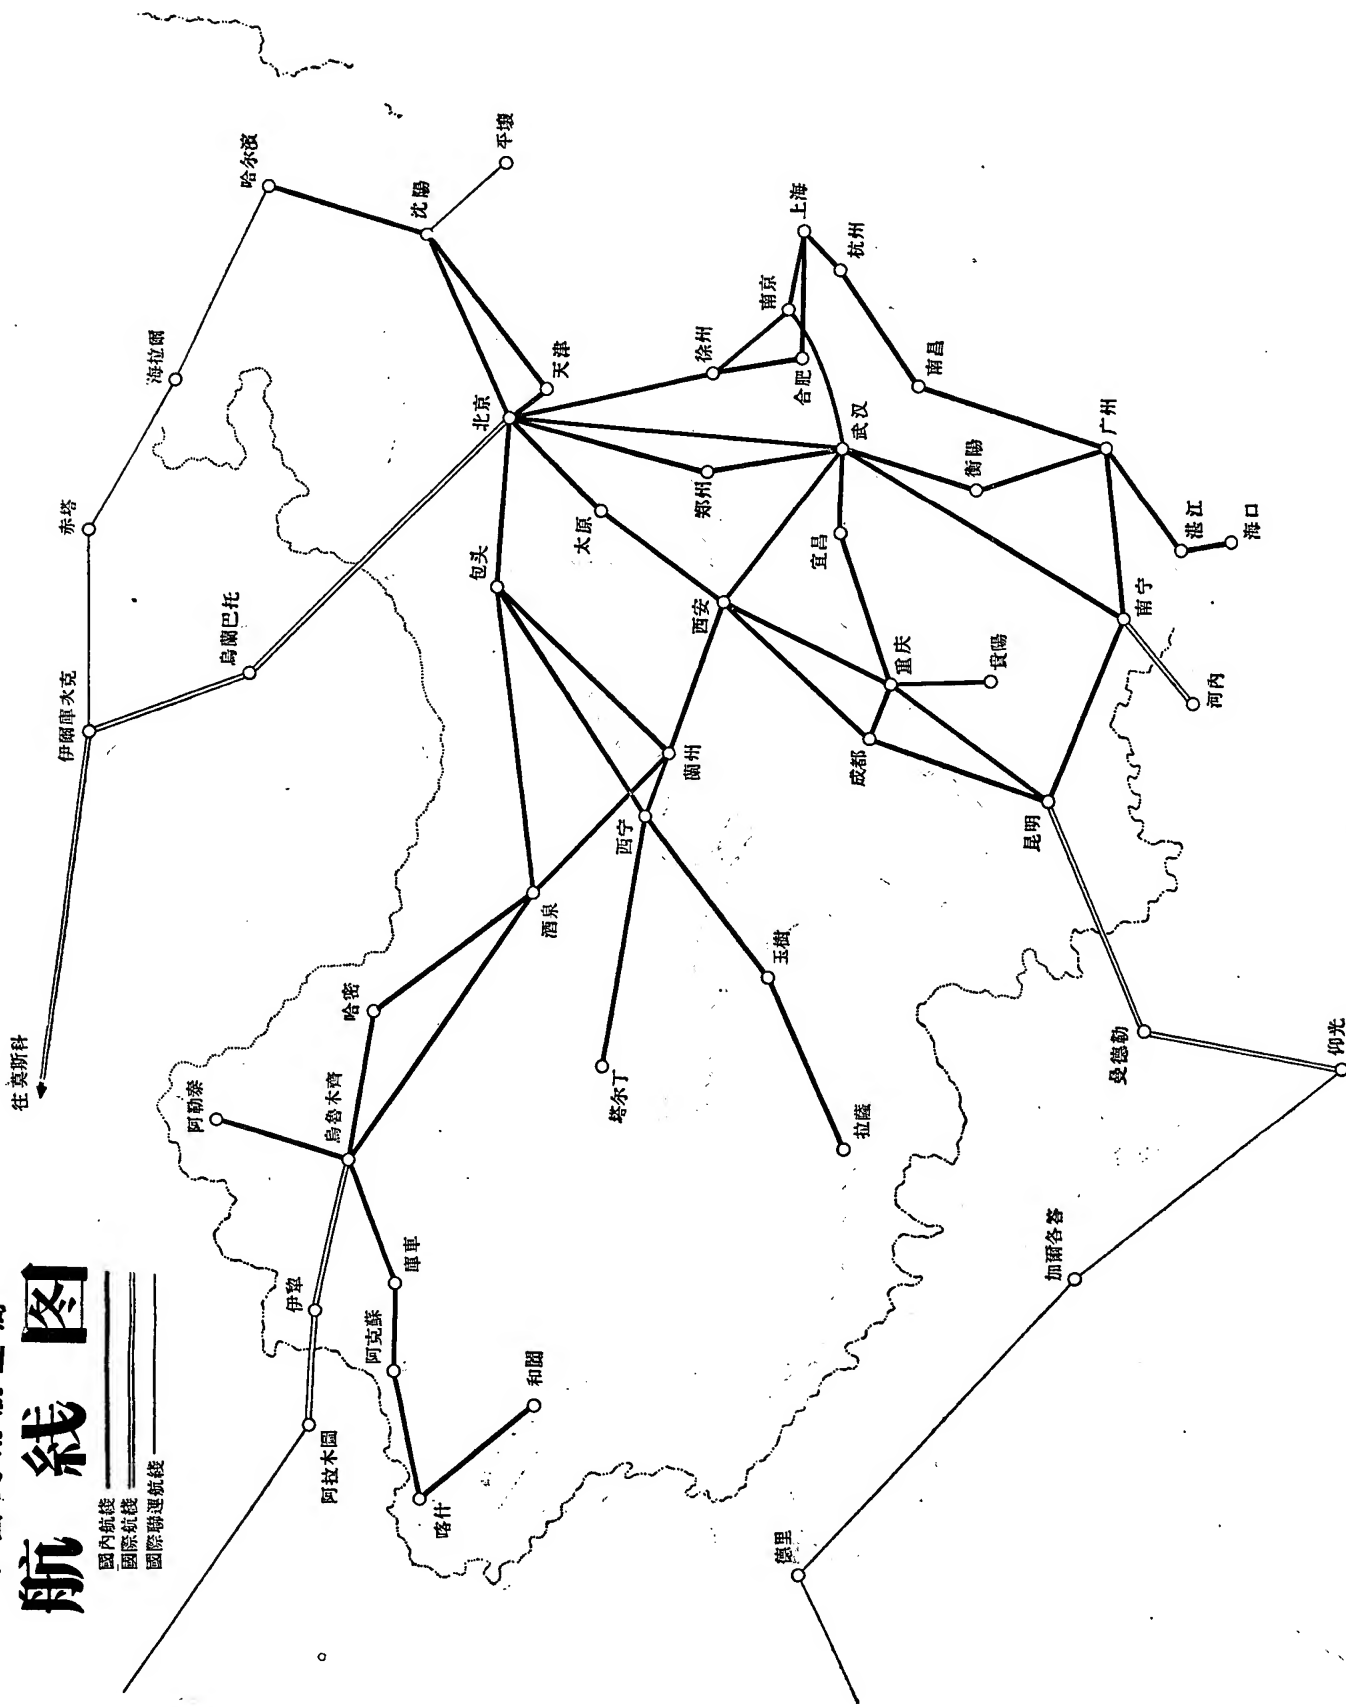 航线图
國內航綫
國際航綫
國際聯運航綫
往莫斯科
伊爾庫次克
赤塔
海拉爾
哈尔濱
沈陽
平壤
烏蘭巴托
北京
天津
包头
太原
郑州
徐州
南京
上海
合肥
杭州
武汉
南昌
宜昌
衡陽
广州
湛江
海口
南宁
河內
西安
重庆
貴陽
成都
昆明
蘭州
西宁
酒泉
哈密
玉樹
塔尔丁
拉薩
阿勒泰
烏魯木齊
伊犂
阿拉木圖
庫車
阿克蘇
喀什
和闐
曼德勒
仰光
加爾各答
德里